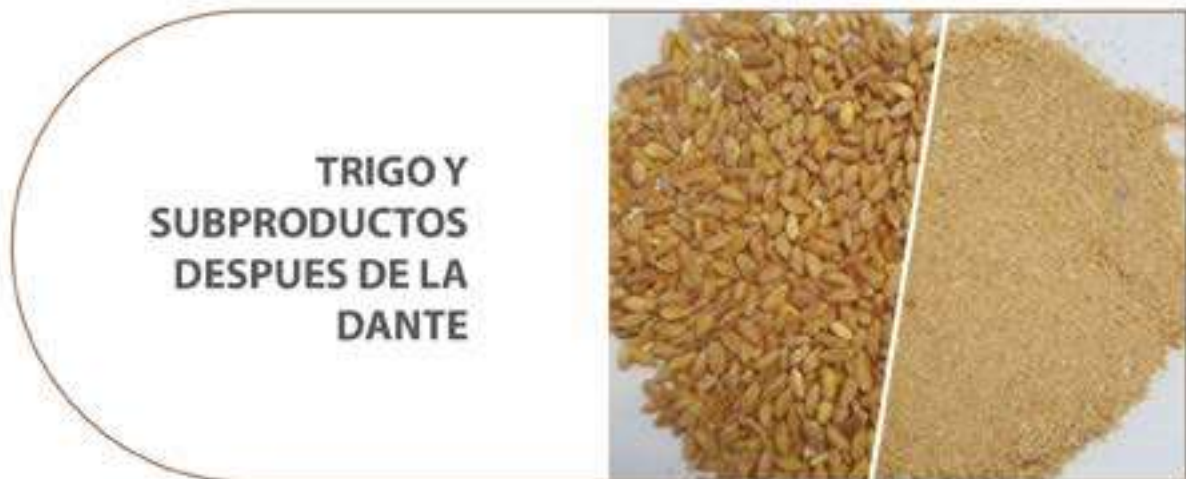 TRIGO Y
SUBPRODUCTOS
DESPUES DE LA
DANTE